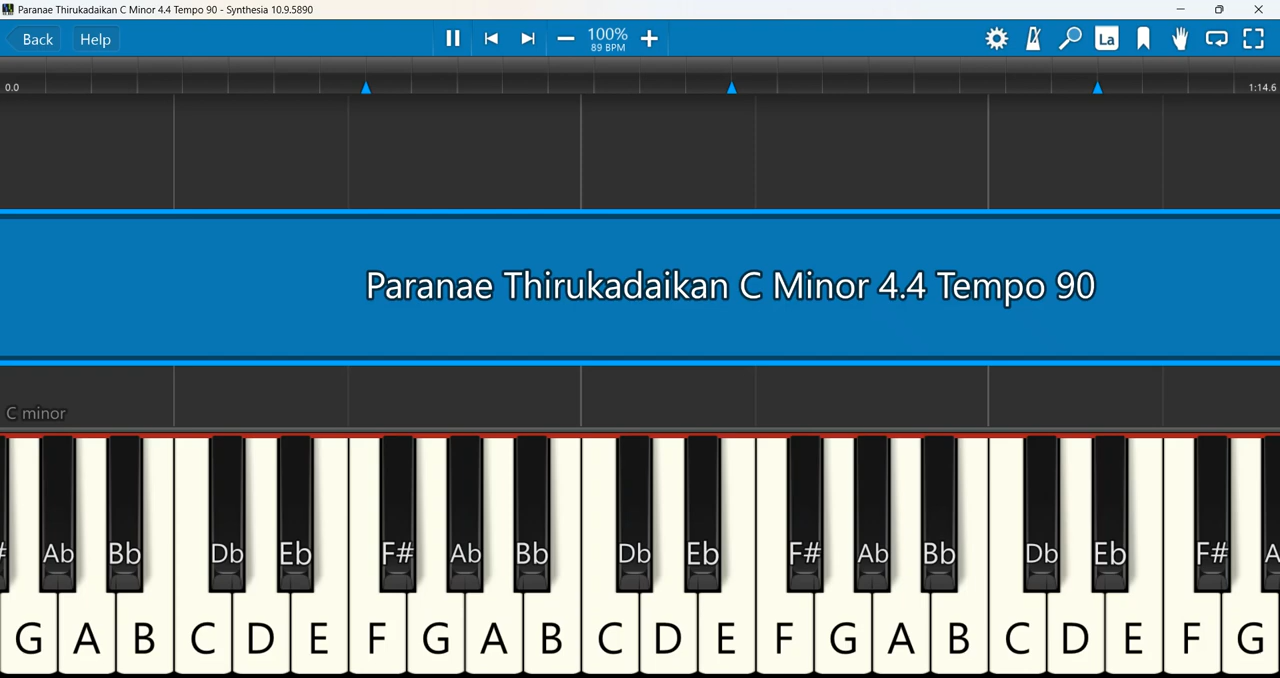 Paranae Thirukadaikan C Minor 4.4 Tempo 90 - Synthesia 10.9.5890
Back Help 100% La
89 BPM
0.0 1:14.6
Paranae Thirukadaikan C Minor 4.4 Tempo 90
C minor
# Ab Bb Db Eb F# Ab Bb Db Eb F# Ab Bb Db Eb F# A
G A B C D E F G A B C D E F G A B C D E F G